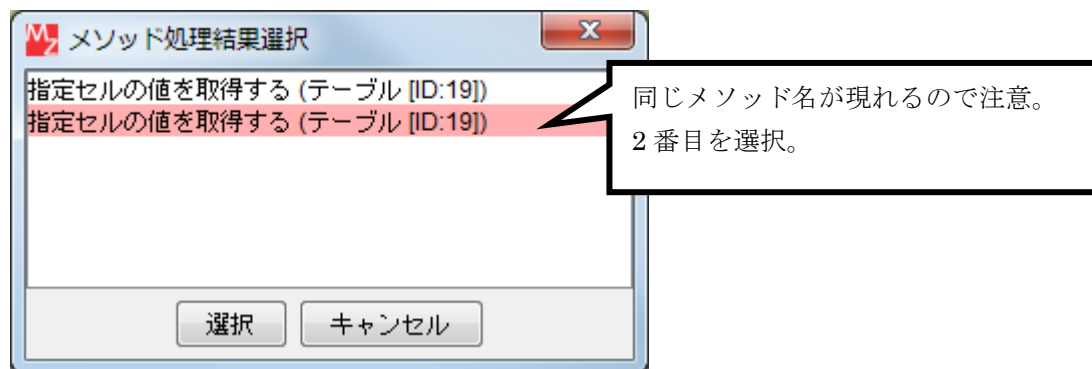 Mz メソッド処理結果選択
指定セルの値を取得する (テーブル [ID:19])
指定セルの値を取得する (テーブル [ID:19])
同じメソッド名が現れるので注意。
2 番目を選択。
選択 キャンセル